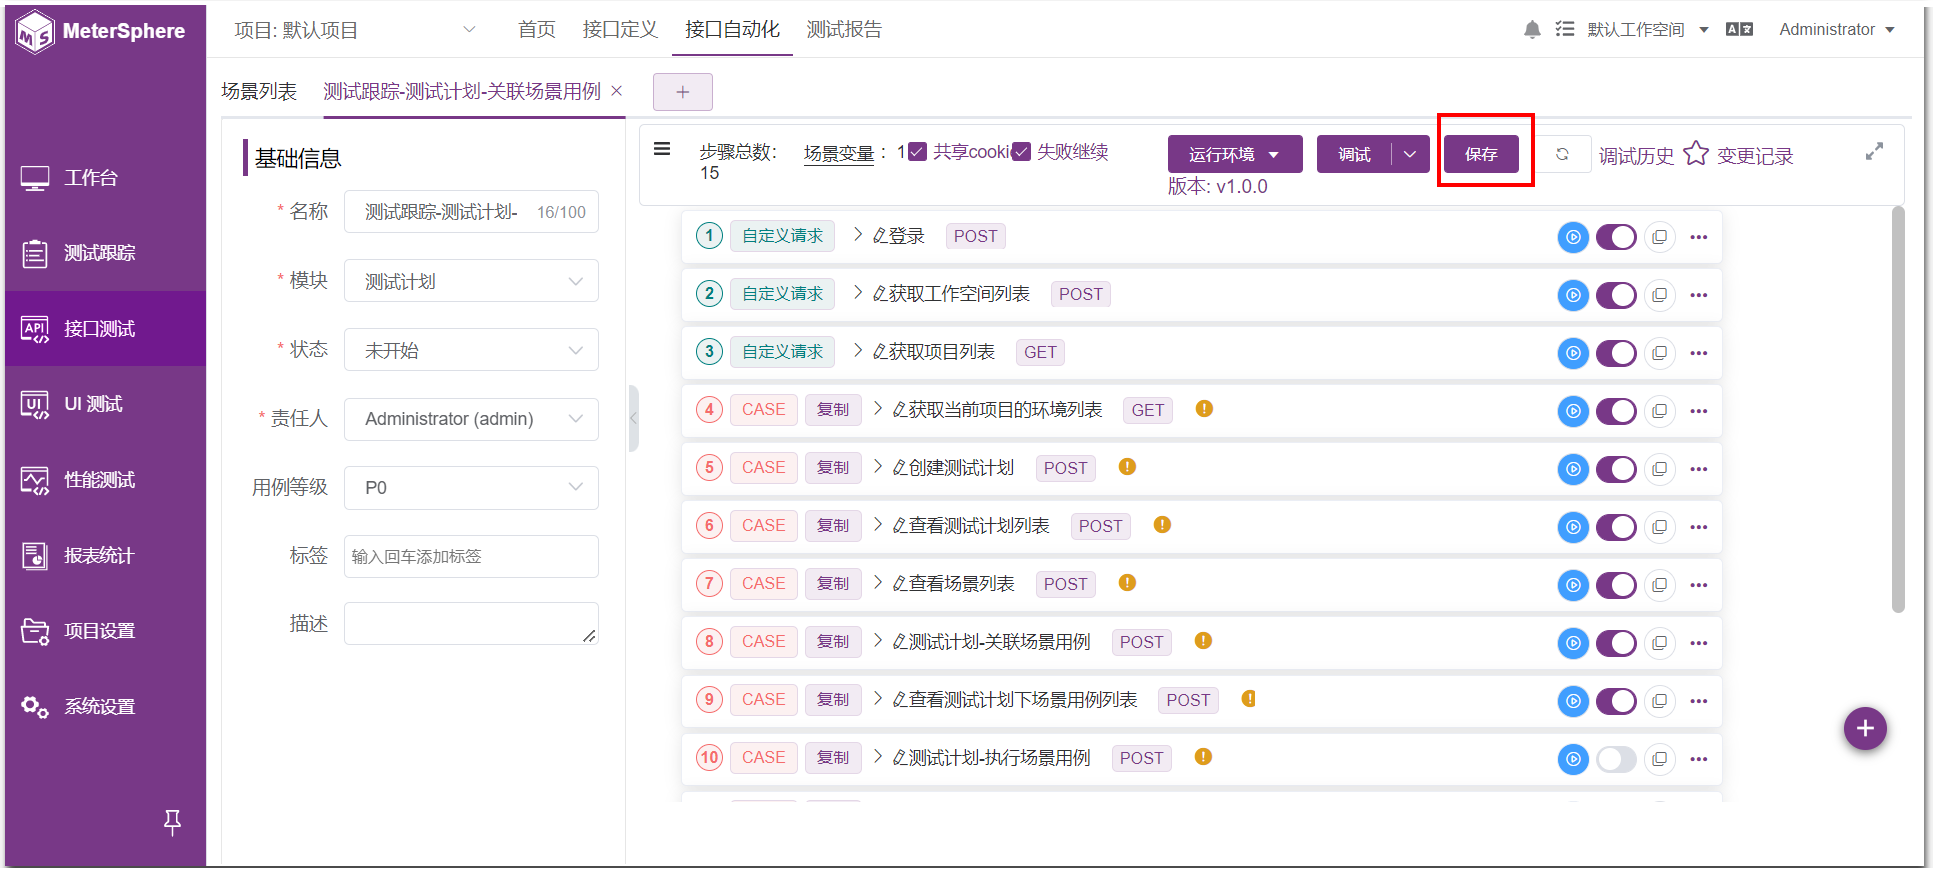 MeterSphere
项目: 默认项目
首页
接口定义
接口自动化
测试报告
默认工作空间
Administrator
工作台
测试跟踪
接口测试
UI 测试
性能测试
报表统计
项目设置
系统设置
场景列表
测试跟踪-测试计划-关联场景用例
基础信息
* 名称 测试跟踪-测试计划- 16/100
* 模块 测试计划
* 状态 未开始
* 责任人 Administrator (admin)
用例等级 P0
标签 输入回车添加标签
描述
步骤总数: 15
场景变量 : 1
共享cooki
失败继续
运行环境
调试
保存
调试历史
变更记录
版本: v1.0.0
1 自定义请求 登录 POST
2 自定义请求 获取工作空间列表 POST
3 自定义请求 获取项目列表 GET
4 CASE 复制 获取当前项目的环境列表 GET
5 CASE 复制 创建测试计划 POST
6 CASE 复制 查看测试计划列表 POST
7 CASE 复制 查看场景列表 POST
8 CASE 复制 测试计划-关联场景用例 POST
9 CASE 复制 查看测试计划下场景用例列表 POST
10 CASE 复制 测试计划-执行场景用例 POST